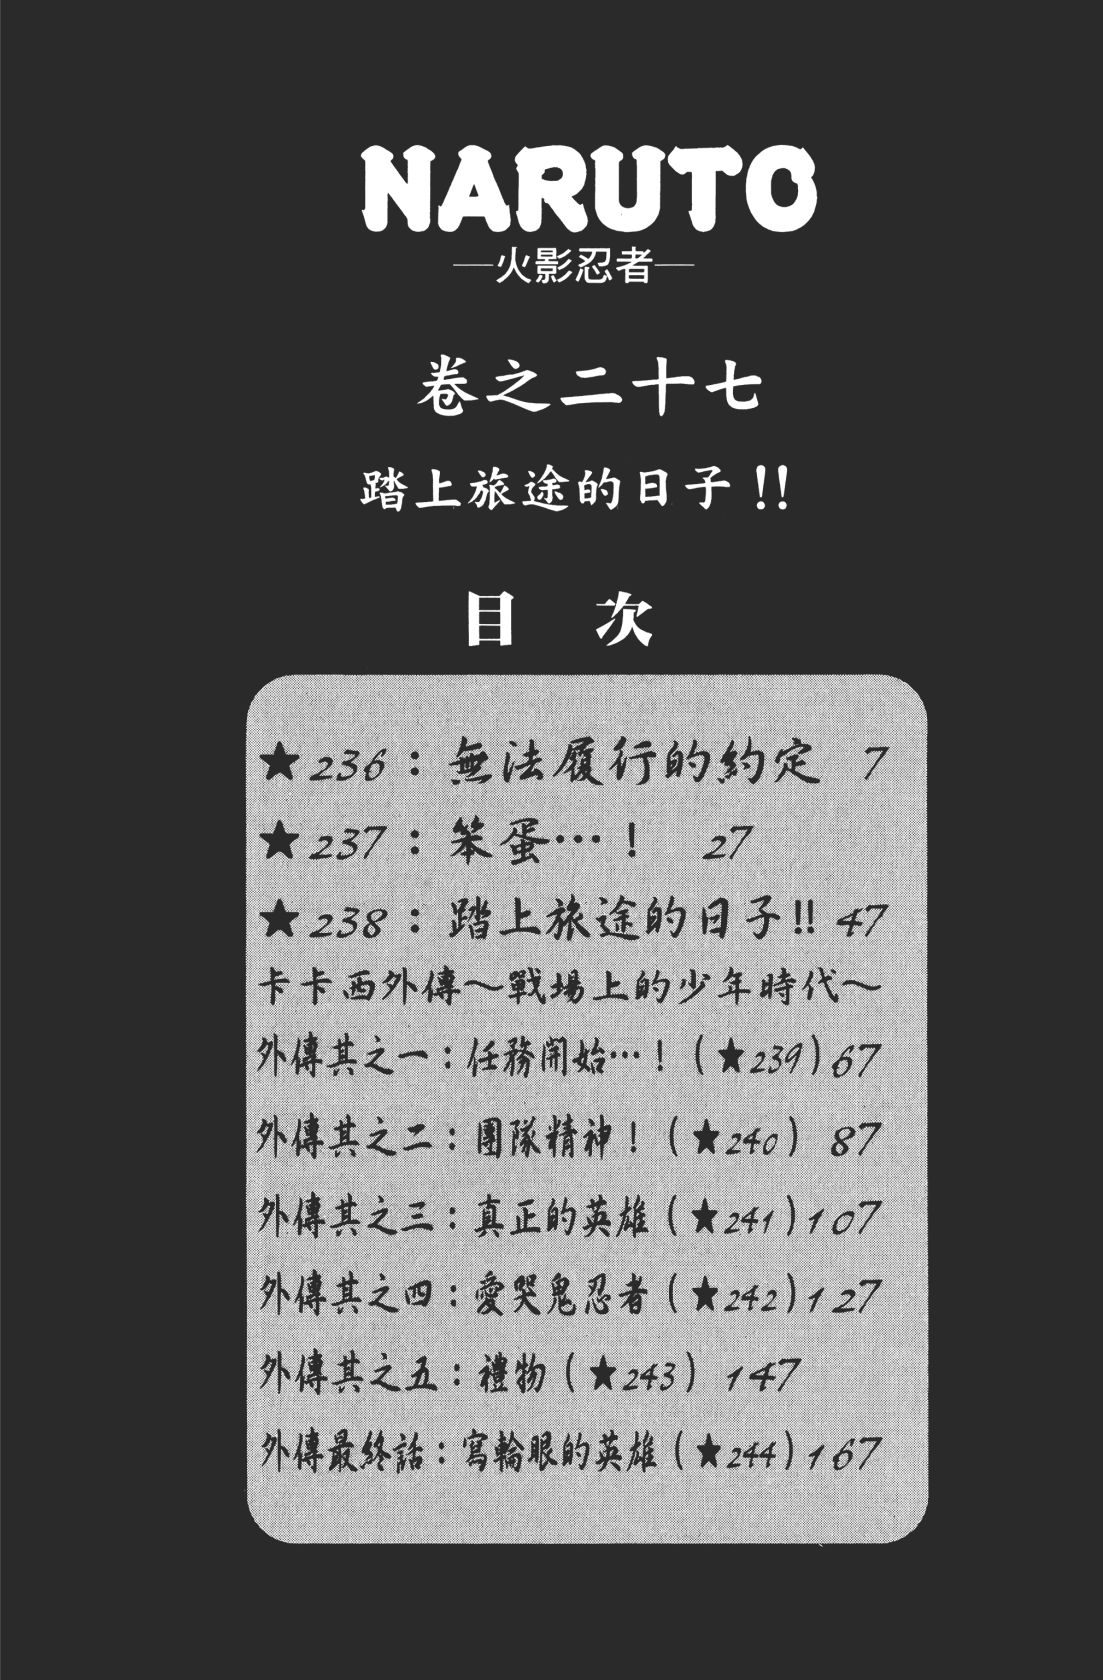 NARUTO
—火影忍者—
卷之二十七
踏上旅途的日子!!
目 次
★236：無法履行的約定 7
★237：笨蛋…！ 27
★238：踏上旅途的日子!! 47
卡卡西外傳～戰場上的少年時代～
外傳其之一：任務開始…！（★239）67
外傳其之二：團隊精神！（★240）87
外傳其之三：真正的英雄（★241）107
外傳其之四：愛哭鬼忍者（★242）127
外傳其之五：禮物（★243）147
外傳最終話：寫輪眼的英雄（★244）167